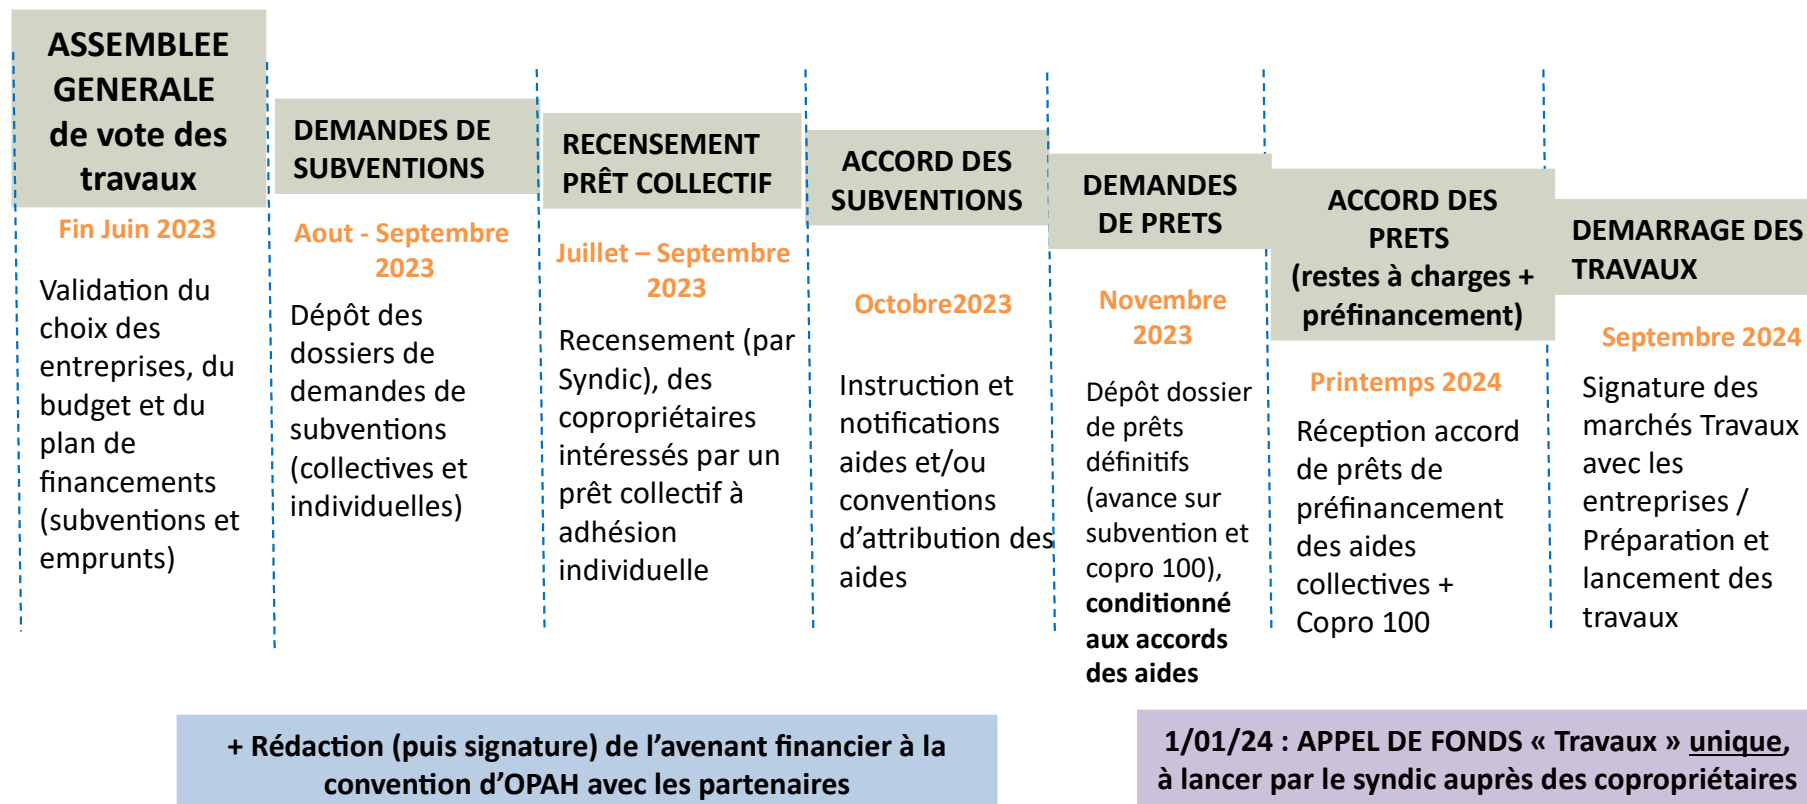 ASSEMBLEE
GENERALE
de vote des
travaux
Fin Juin 2023
Validation du
choix des
entreprises, du
budget et du
plan de
financements
(subventions et
emprunts)
DEMANDES DE
SUBVENTIONS
Aout - Septembre
2023
Dépôt des
dossiers de
demandes de
subventions
(collectives et
individuelles)
RECENSEMENT
PRÊT COLLECTIF
Juillet – Septembre
2023
Recensement (par
Syndic), des
copropriétaires
intéressés par un
prêt collectif à
adhésion
individuelle
ACCORD DES
SUBVENTIONS
Octobre2023
Instruction et
notifications
aides et/ou
conventions
d’attribution des
aides
DEMANDES
DE PRETS
Novembre
2023
Dépôt dossier
de prêts
définitifs
(avance sur
subvention et
copro 100),
conditionné
aux accords
des aides
ACCORD DES
PRETS
(restes à charges +
préfinancement)
Printemps 2024
Réception accord
de prêts de
préfinancement
des aides
collectives +
Copro 100
DEMARRAGE DES
TRAVAUX
Septembre 2024
Signature des
marchés Travaux
avec les
entreprises /
Préparation et
lancement des
travaux
+ Rédaction (puis signature) de l’avenant financier à la
convention d’OPAH avec les partenaires
1/01/24 : APPEL DE FONDS « Travaux » unique,
à lancer par le syndic auprès des copropriétaires